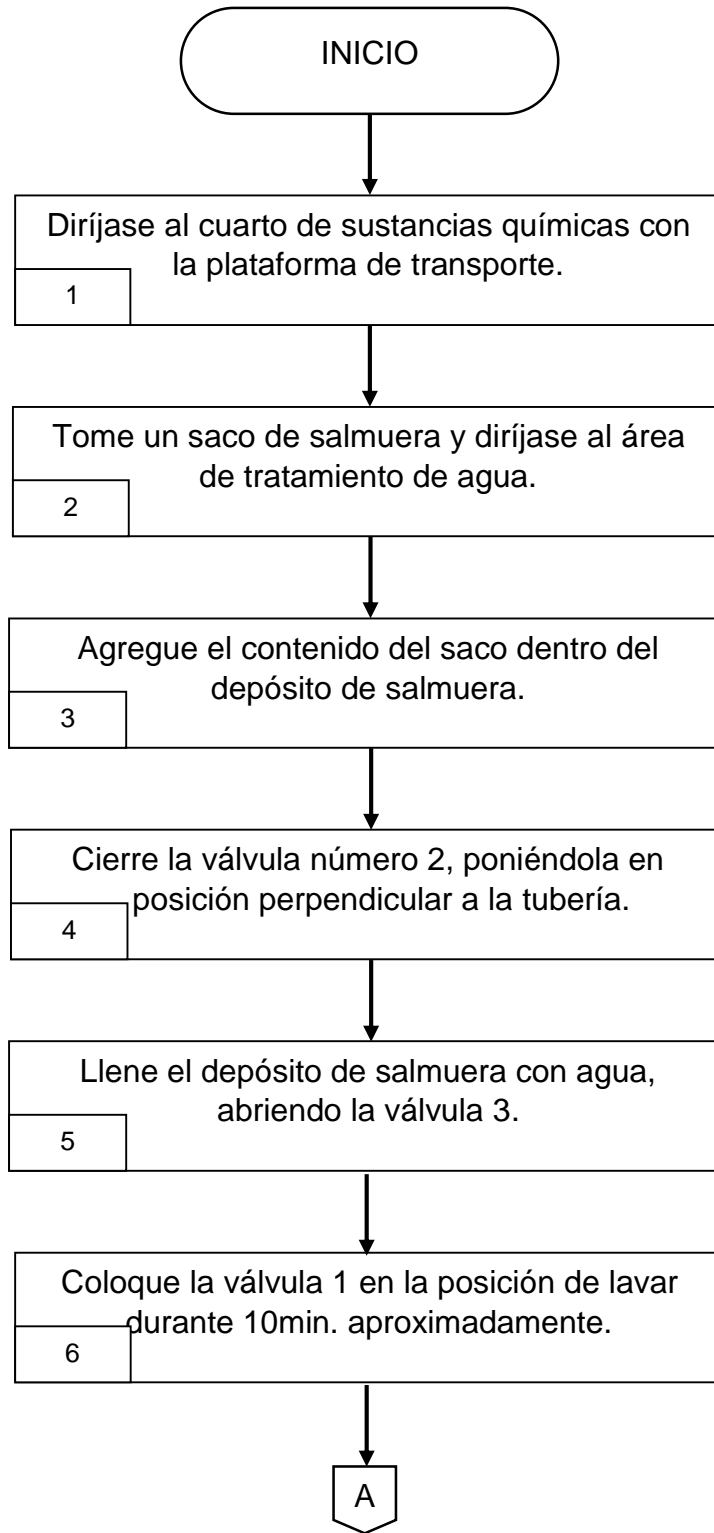 INICIO
Diríjase al cuarto de sustancias químicas con
la plataforma de transporte.
1
Tome un saco de salmuera y diríjase al área
de tratamiento de agua.
2
Agregue el contenido del saco dentro del
depósito de salmuera.
3
Cierre la válvula número 2, poniéndola en
posición perpendicular a la tubería.
4
Llene el depósito de salmuera con agua,
abriendo la válvula 3.
5
Coloque la válvula 1 en la posición de lavar
durante 10min. aproximadamente.
6
A